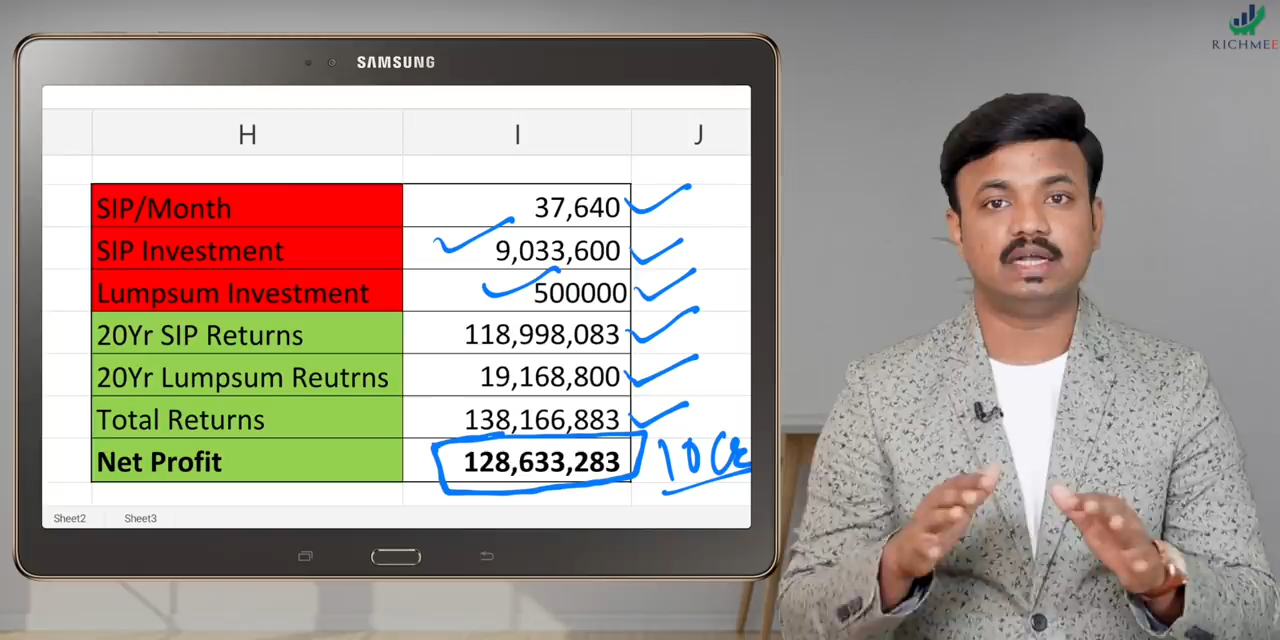 RICHMEE
SAMSUNG
H I J
SIP/Month 37,640
SIP Investment 9,033,600
Lumpsum Investment 500000
20Yr SIP Returns 118,998,083
20Yr Lumpsum Reutrns 19,168,800
Total Returns 138,166,883
Net Profit 128,633,283 10 Cr
Sheet2 Sheet3